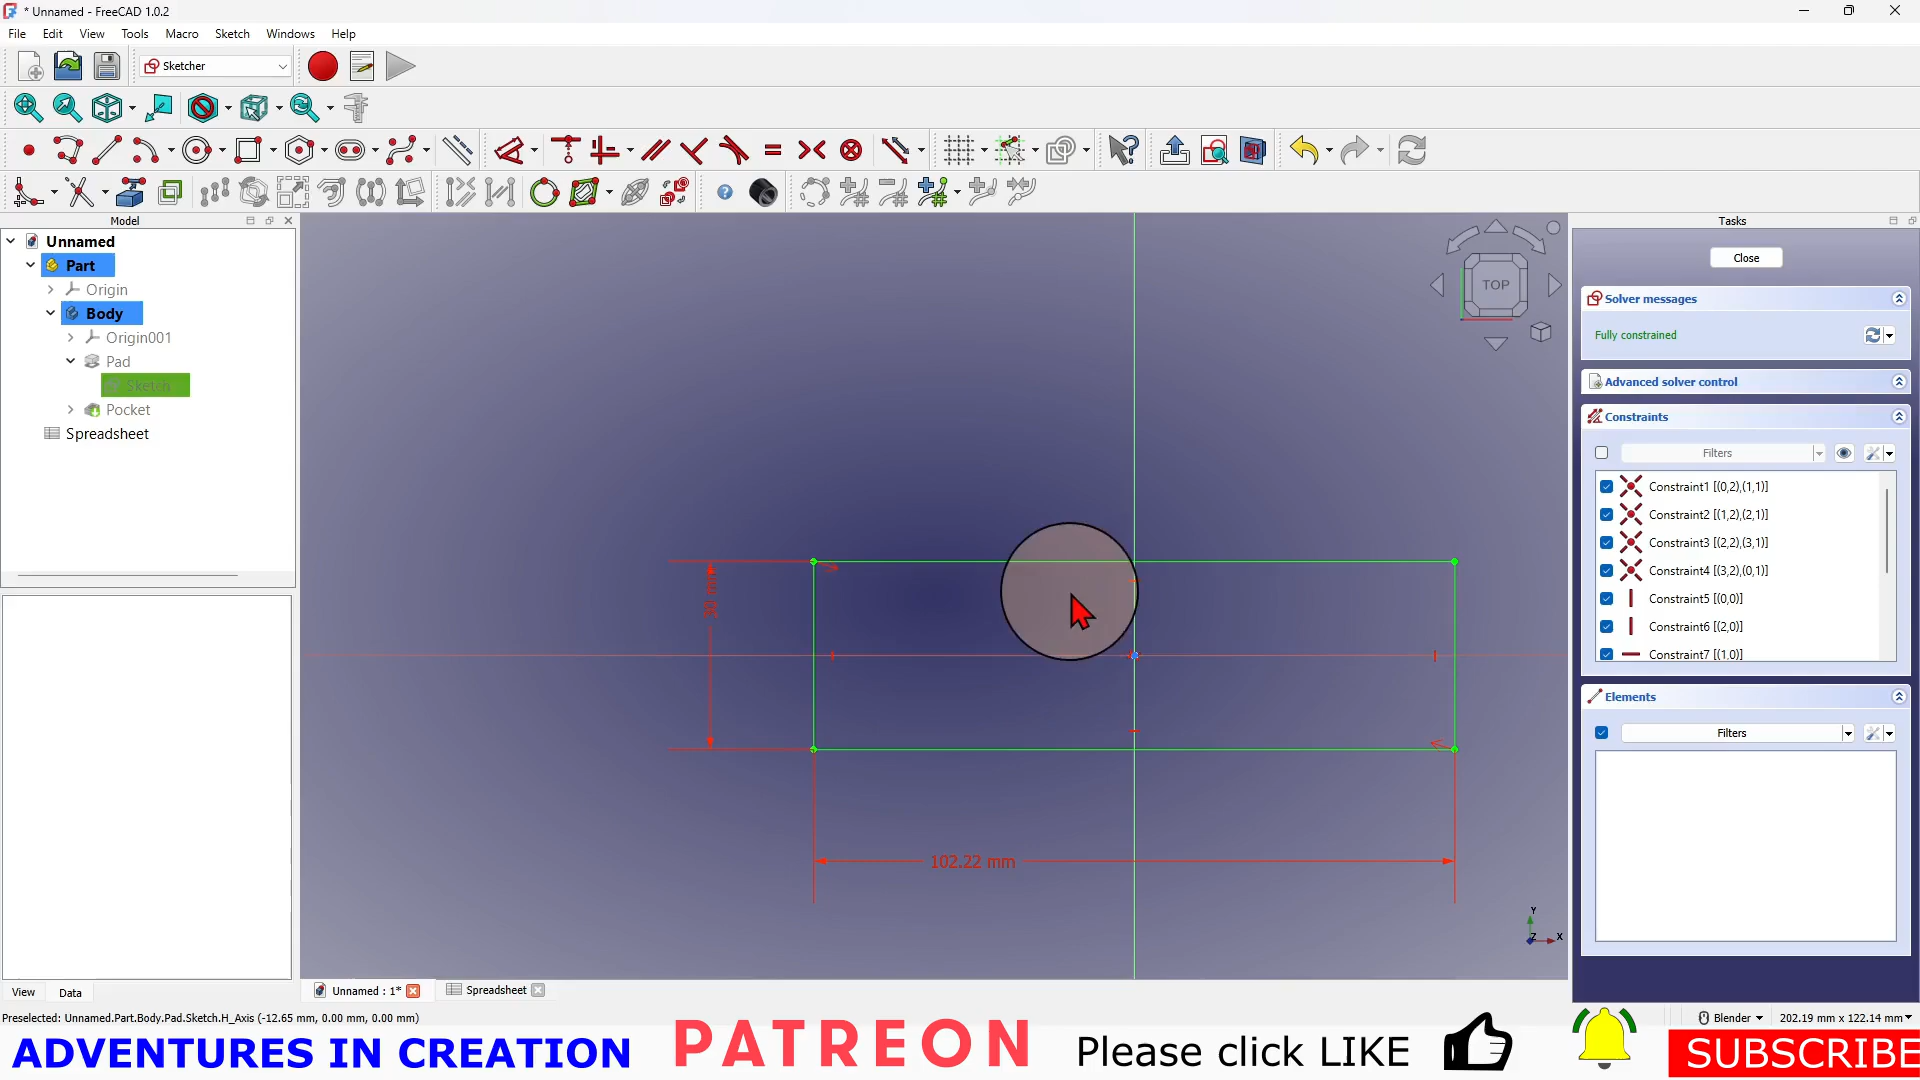 * Unnamed - FreeCAD 1.0.2
File Edit View Tools Macro Sketch Windows Help
Sketcher
Model
Unnamed
Part
Origin
Body
Origin001
Pad
Sketch
Pocket
Spreadsheet
View Data
TOP
30 mm
102.22 mm
Y
Z X
Unnamed : 1*
Spreadsheet
Tasks
Close
Solver messages
Fully constrained
Advanced solver control
Constraints
Filters
Constraint1 [(0,2),(1,1)]
Constraint2 [(1,2),(2,1)]
Constraint3 [(2,2),(3,1)]
Constraint4 [(3,2),(0,1)]
Constraint5 [(0,0)]
Constraint6 [(2,0)]
Constraint7 [(1,0)]
Elements
Filters
Preselected: Unnamed.Part.Body.Pad.Sketch.H_Axis (-12.65 mm, 0.00 mm, 0.00 mm)
Blender
202.19 mm x 122.14 mm
ADVENTURES IN CREATION
PATREON
Please click LIKE
SUBSCRIBE